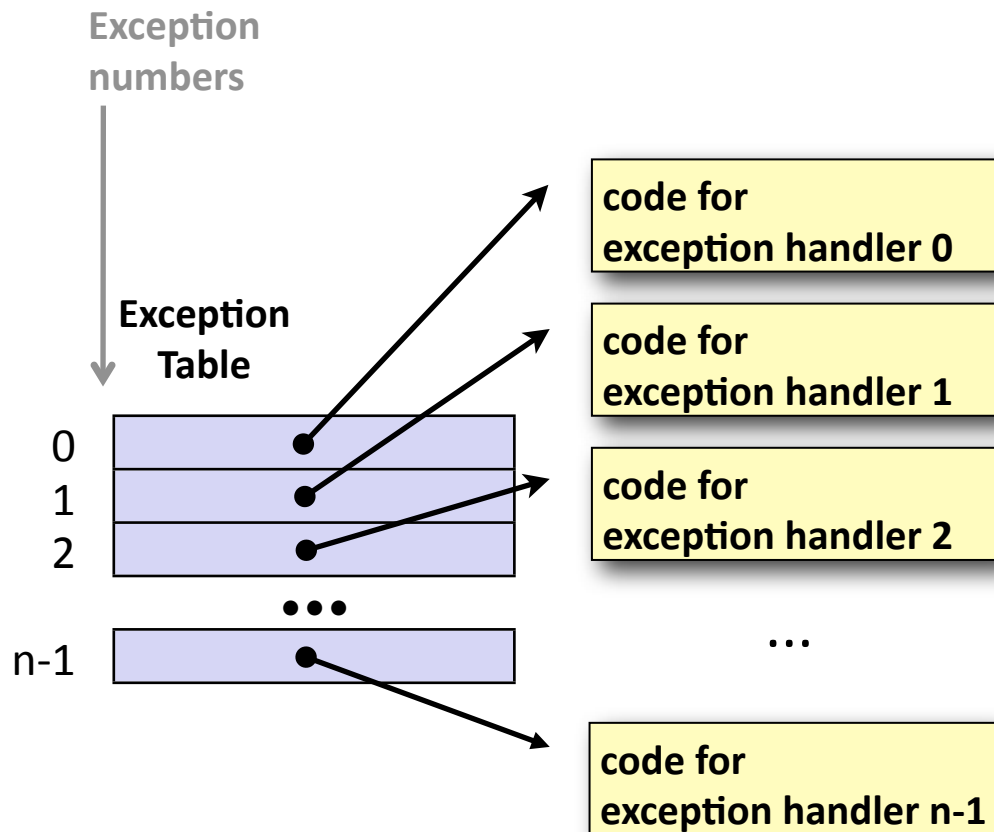 Exception
numbers
Exception
Table
0
1
2
•••
n-1
code for
exception handler 0
code for
exception handler 1
code for
exception handler 2
...
code for
exception handler n-1